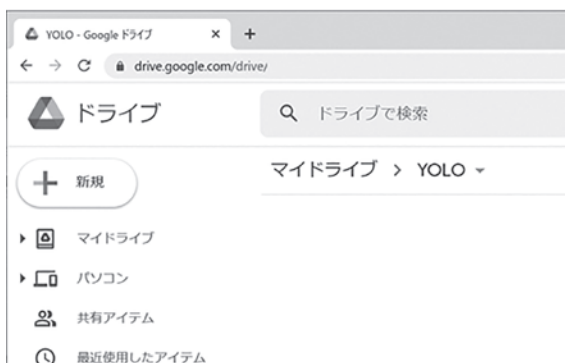 YOLO - Google ドライブ
drive.google.com/drive/
ドライブ
ドライブで検索
新規
マイドライブ > YOLO
マイドライブ
パソコン
共有アイテム
最近使用したアイテム